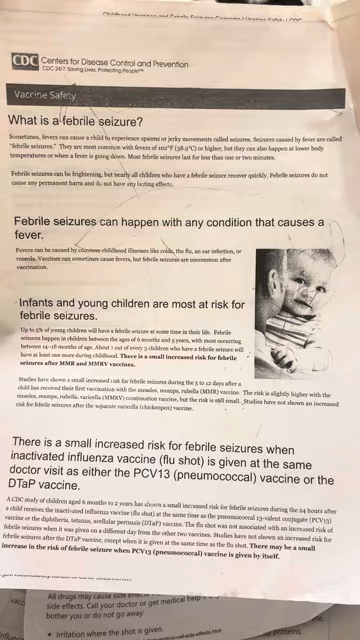 Childhood Vaccines and Febrile Seizures Concerns | Vaccine Safety | CDC
CDC Centers for Disease Control and Prevention
CDC 24/7: Saving Lives. Protecting People™
Vaccine Safety
What is a febrile seizure?
Sometimes, fevers can cause a child to experience spasms or jerky movements called seizures. Seizures caused by fever are called
"febrile seizures." They are most common with fevers of 102°F (38.9°C) or higher, but they can also happen at lower body
temperatures or when a fever is going down. Most febrile seizures last for less than one or two minutes.
Febrile seizures can be frightening, but nearly all children who have a febrile seizure recover quickly. Febrile seizures do not
cause any permanent harm and do not have any lasting effects.
Febrile seizures can happen with any condition that causes a
fever.
Fevers can be caused by common childhood illnesses like colds, the flu, an ear infection, or
roseola. Vaccines can sometimes cause fevers, but febrile seizures are uncommon after
vaccination.
Infants and young children are most at risk for
febrile seizures.
Up to 5% of young children will have a febrile seizure at some time in their life. Febrile
seizures happen in children between the ages of 6 months and 5 years, with most occurring
between 14-18 months of age. About 1 out of every 3 children who have a febrile seizure will
have at least one more during childhood. There is a small increased risk for febrile
seizures after MMR and MMRV vaccines.
Studies have shown a small increased risk for febrile seizures during the 5 to 12 days after a
child has received their first vaccination with the measles, mumps, rubella (MMR) vaccine. The risk is slightly higher with the
measles, mumps, rubella, varicella (MMRV) combination vaccine, but the risk is still small. Studies have not shown an increased
risk for febrile seizures after the separate varicella (chickenpox) vaccine.
There is a small increased risk for febrile seizures when
inactivated influenza vaccine (flu shot) is given at the same
doctor visit as either the PCV13 (pneumococcal) vaccine or the
DTaP vaccine.
A CDC study of children aged 6 months to 2 years has shown a small increased risk for febrile seizures during the 24 hours after
a child receives the inactivated influenza vaccine (flu shot) at the same time as the pneumococcal 13-valent conjugate (PCV13)
vaccine or the diphtheria, tetanus, acellular pertussis (DTaP) vaccine. The flu shot was not associated with an increased risk of
febrile seizures when it was given on a different day from the other two vaccines. Studies have not shown an increased risk for
febrile seizures after the DTaP vaccine, except when it is given at the same time as the flu shot. There may be a small
increase in the risk of febrile seizure when PCV13 (pneumococcal) vaccine is given by itself.
All drugs may cause side
side effects. Call your doctor or get medical help
bother you or do not go away
• Irritation where the shot is given.
proteins.